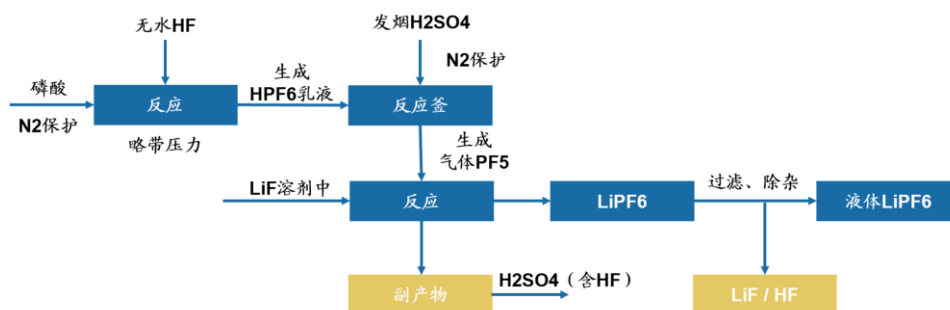 无水HF
发烟H2SO4
N2保护
磷酸
N2保护
反应
略带压力
生成
HPF6乳液
反应釜
生成
气体PF5
LiF溶剂中
反应
LiPF6
过滤、除杂
液体LiPF6
副产物
H2SO4（含HF）
LiF / HF